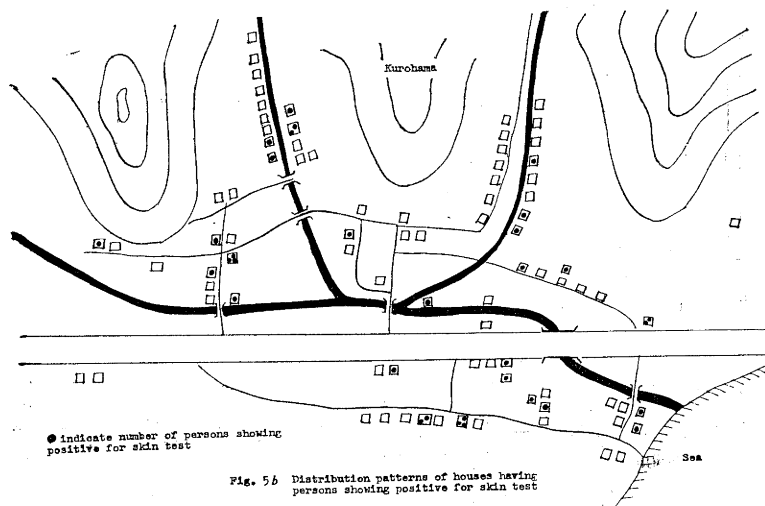 Kurohama
● indicate number of persons showing
positive for skin test
Sea
Fig. 5b Distribution patterns of houses having
persons showing positive for skin test